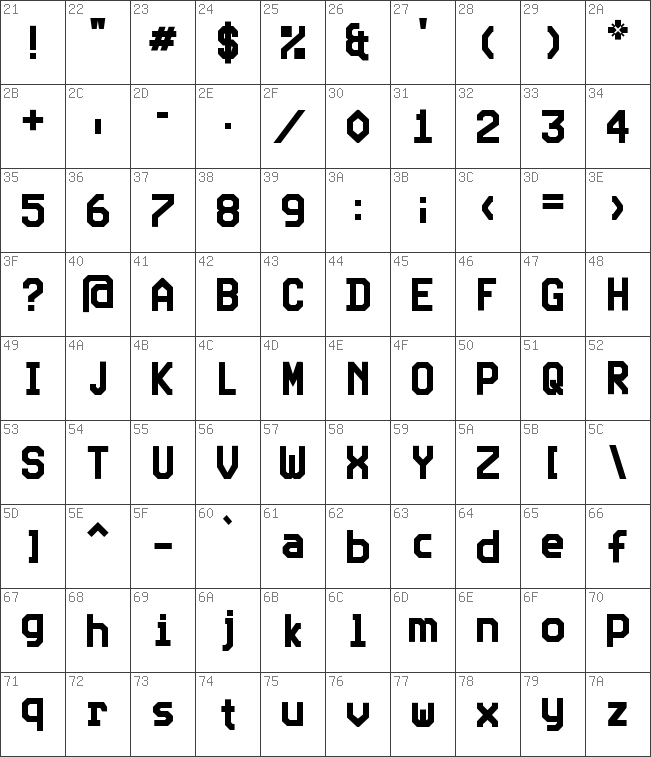 21 22 23 24 25 26 27 28 29 2A
! " # $ % & ' ( ) *
2B 2C 2D 2E 2F 30 31 32 33 34
+ , - . / 0 1 2 3 4
35 36 37 38 39 3A 3B 3C 3D 3E
5 6 7 8 9 : ; < = >
3F 40 41 42 43 44 45 46 47 48
? @ A B C D E F G H
49 4A 4B 4C 4D 4E 4F 50 51 52
I J K L M N O P Q R
53 54 55 56 57 58 59 5A 5B 5C
S T U V W X Y Z [ \
5D 5E 5F 60 61 62 63 64 65 66
] ^ _ ` a b c d e f
67 68 69 6A 6B 6C 6D 6E 6F 70
g h i j k l m n o p
71 72 73 74 75 76 77 78 79 7A
q r s t u v w x y z